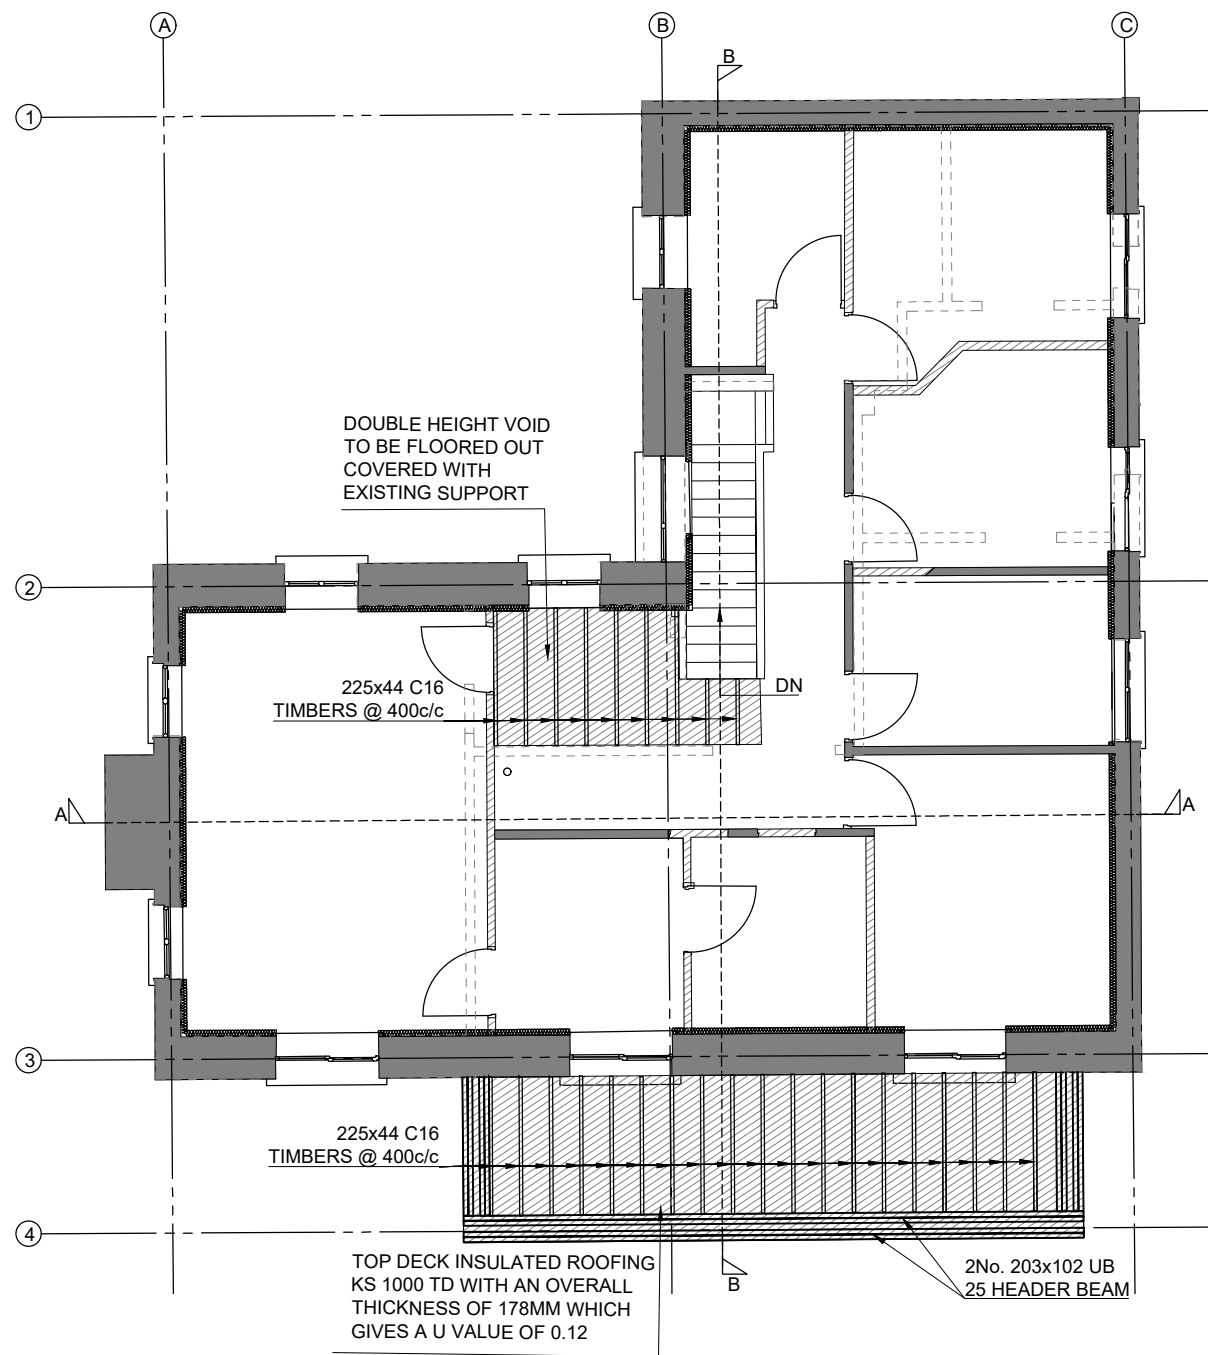 A
B
C
B
1
DOUBLE HEIGHT VOID
TO BE FLOORED OUT
COVERED WITH
EXISTING SUPPORT
2
225x44 C16
TIMBERS @ 400c/c
DN
A
A
3
225x44 C16
TIMBERS @ 400c/c
4
TOP DECK INSULATED ROOFING
KS 1000 TD WITH AN OVERALL
THICKNESS OF 178MM WHICH
GIVES A U VALUE OF 0.12
B
2No. 203x102 UB
25 HEADER BEAM